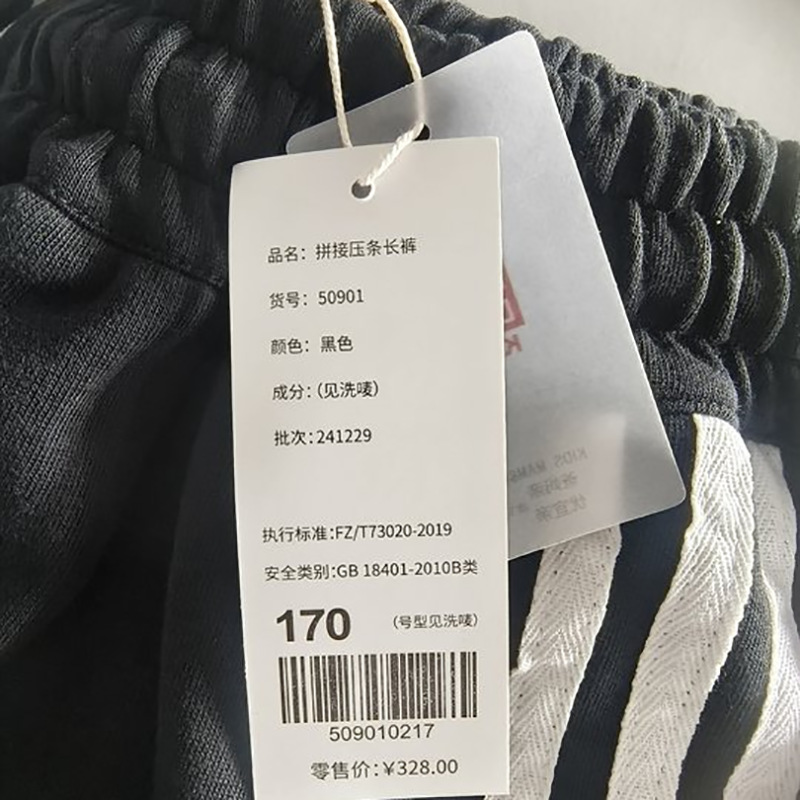 品名：拼接压条长裤
货号：50901
颜色：黑色
成分：(见洗唛)
批次：241229
执行标准：FZ/T73020-2019
安全类别：GB 18401-2010B类
170 (号型见洗唛)
509010217
零售价：¥328.00